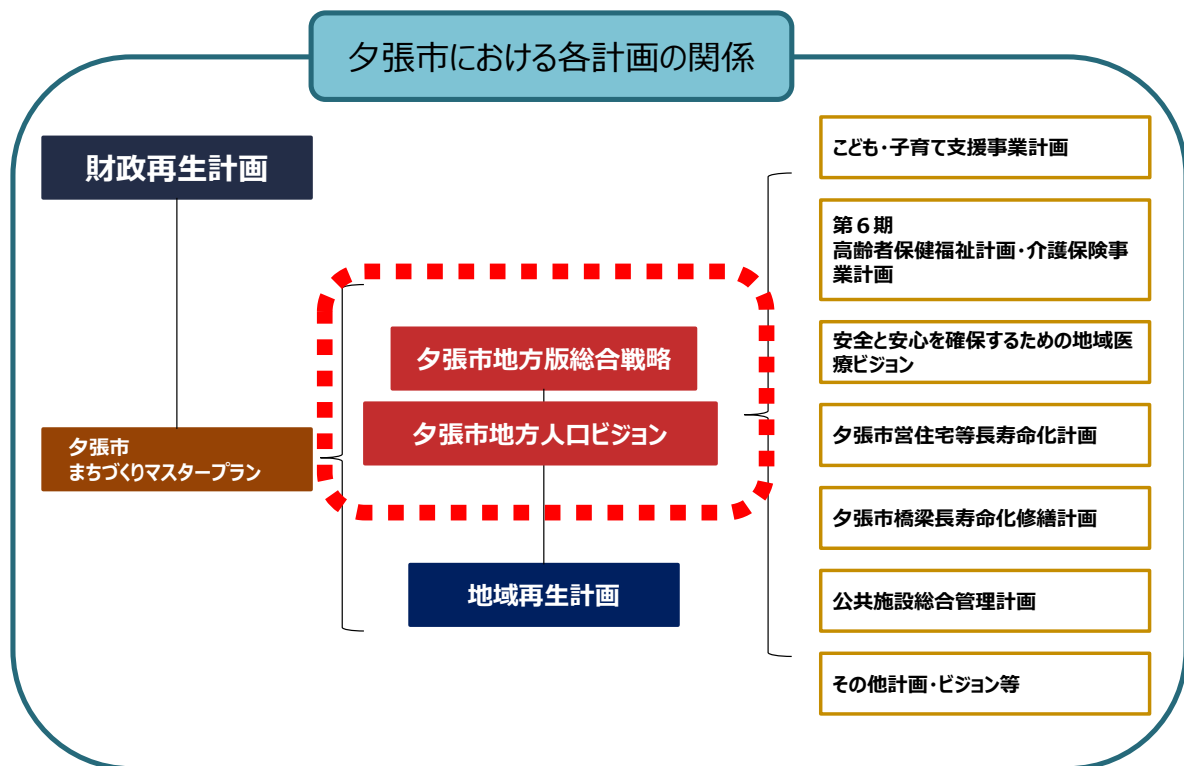 夕張市における各計画の関係
財政再生計画
夕張市
まちづくりマスタープラン
夕張市地方版総合戦略
夕張市地方人口ビジョン
地域再生計画
こども・子育て支援事業計画
第６期
高齢者保健福祉計画・介護保険事
業計画
安全と安心を確保するための地域医
療ビジョン
夕張市営住宅等長寿命化計画
夕張市橋梁長寿命化修繕計画
公共施設総合管理計画
その他計画・ビジョン等